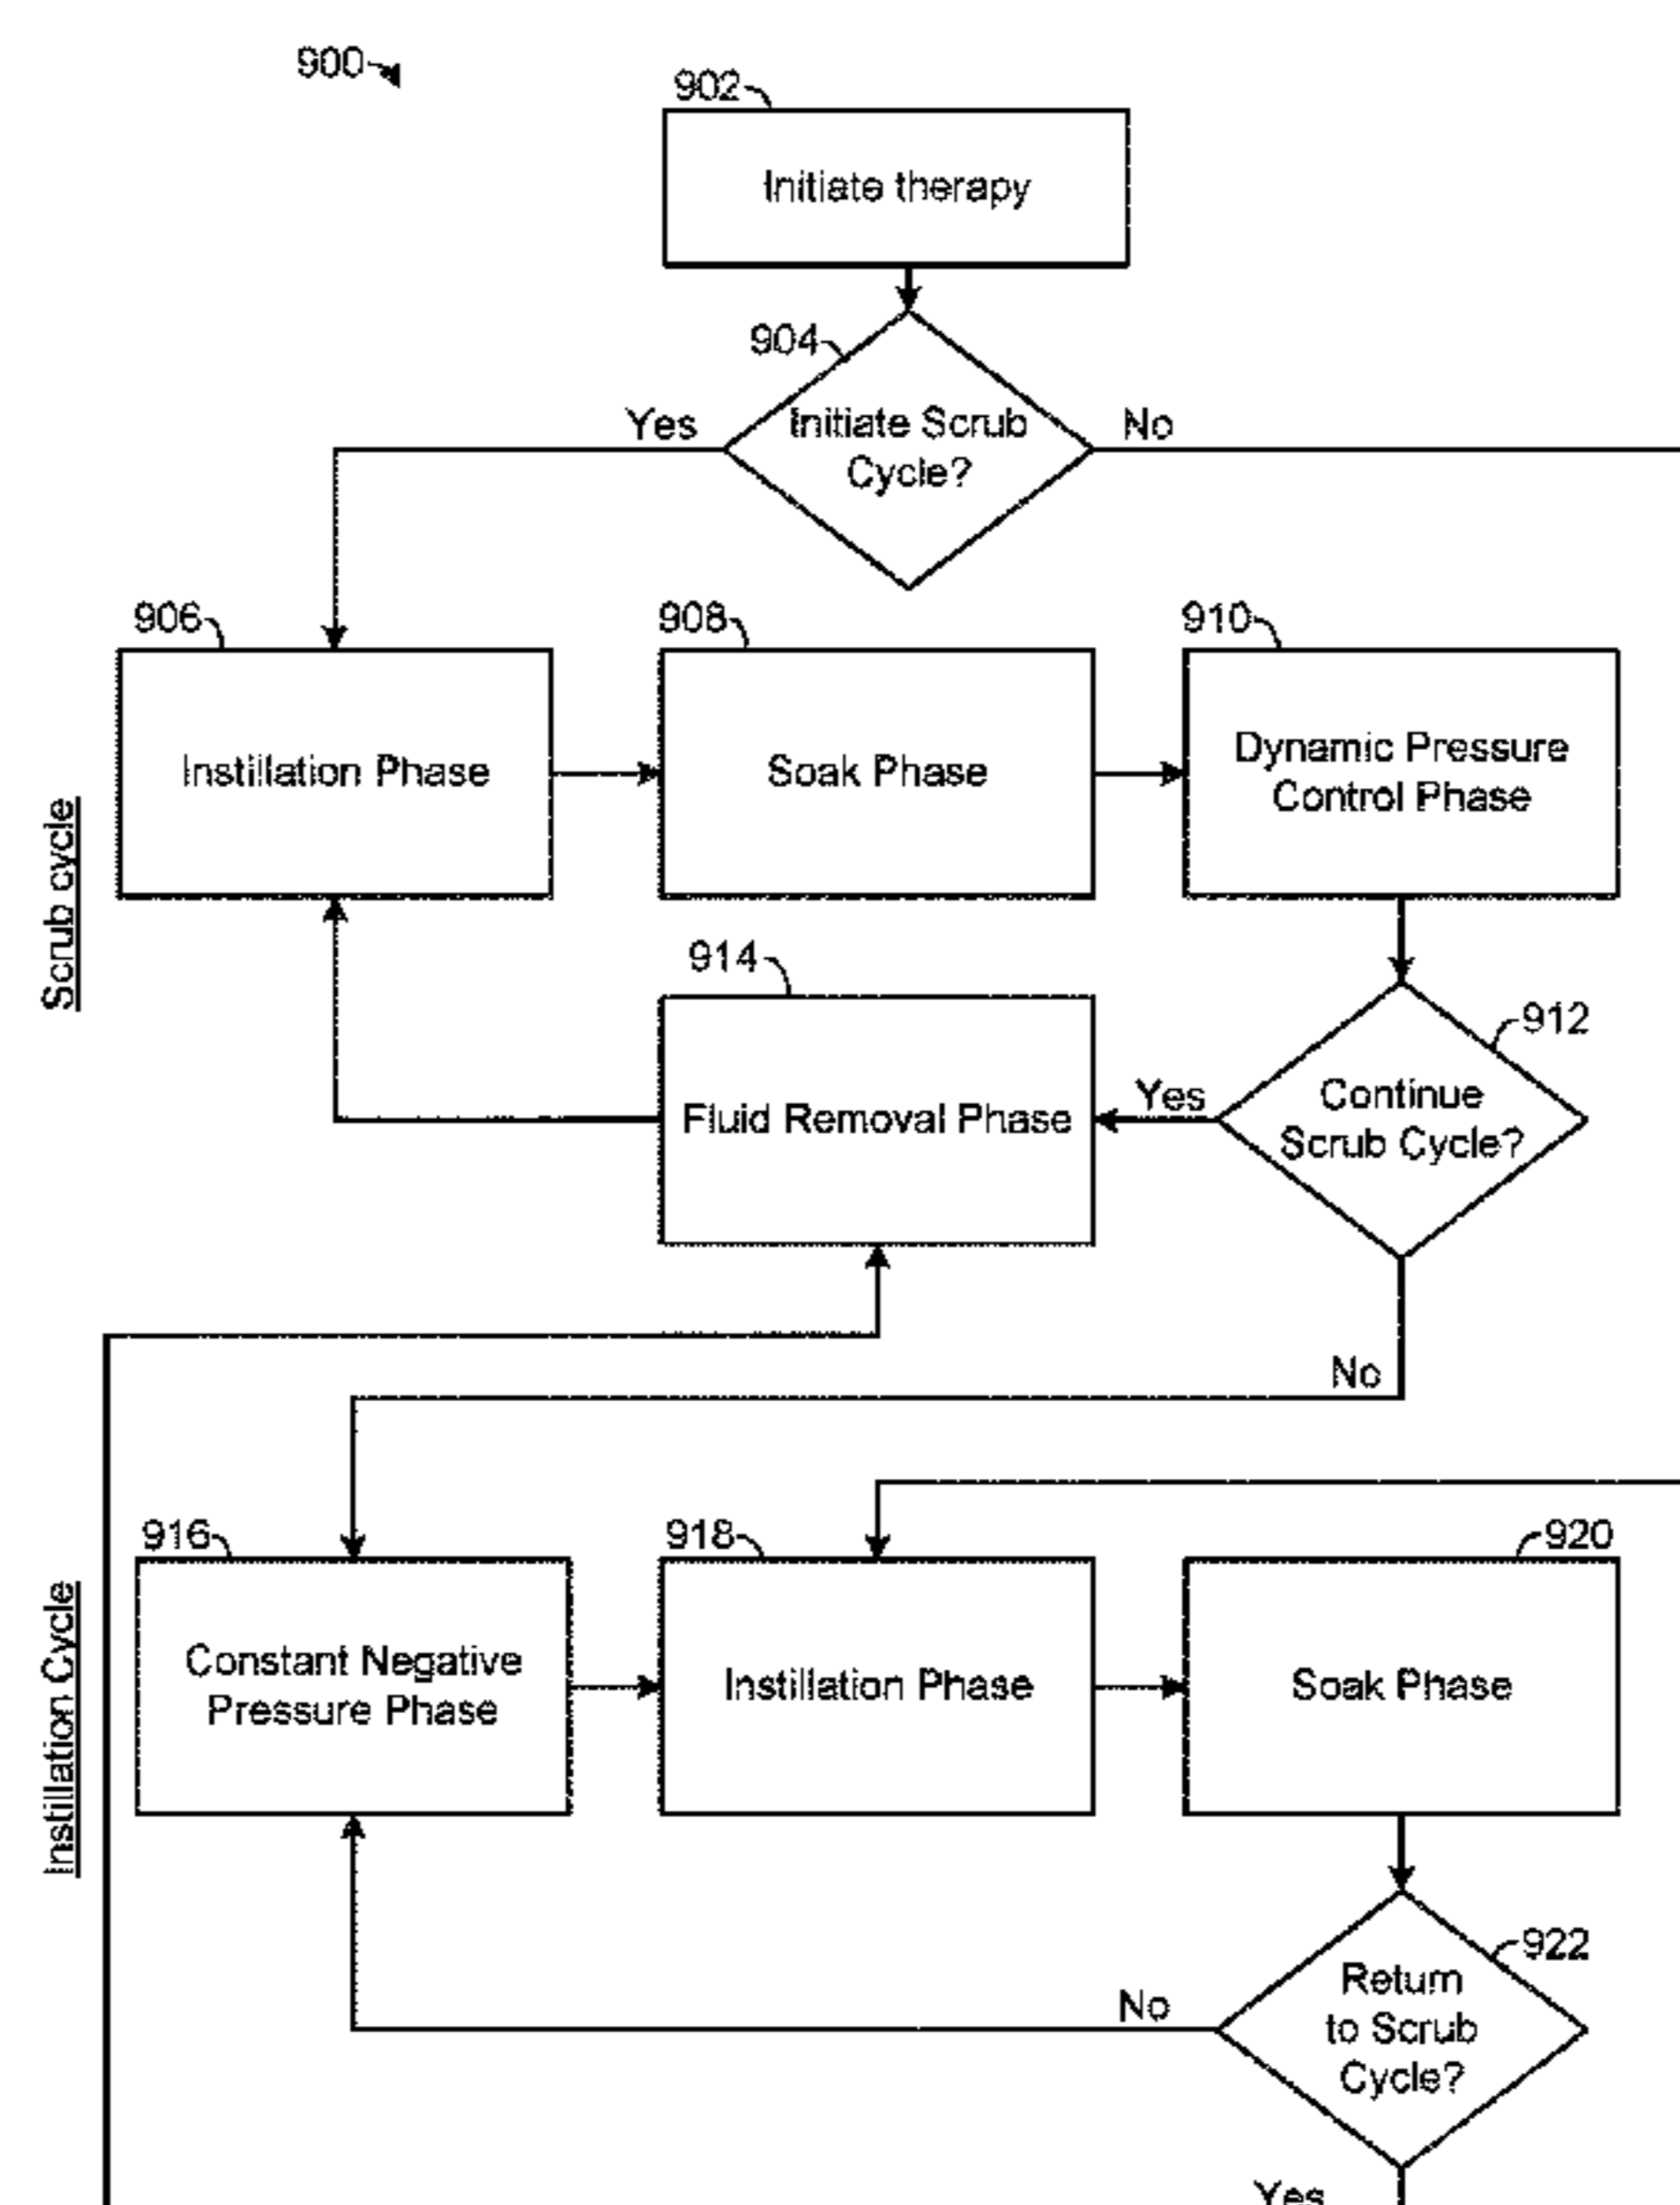 900
902
Initiate therapy
904
Yes
Initiate Scrub
Cycle?
No
906
908
910
Instillation Phase
Soak Phase
Dynamic Pressure
Control Phase
Scrub cycle
914
912
Fluid Removal Phase
Yes
Continue
Scrub Cycle?
No
916
918
920
Constant Negative
Pressure Phase
Instillation Phase
Soak Phase
Instillation Cycle
922
No
Return
to Scrub
Cycle?
Yes